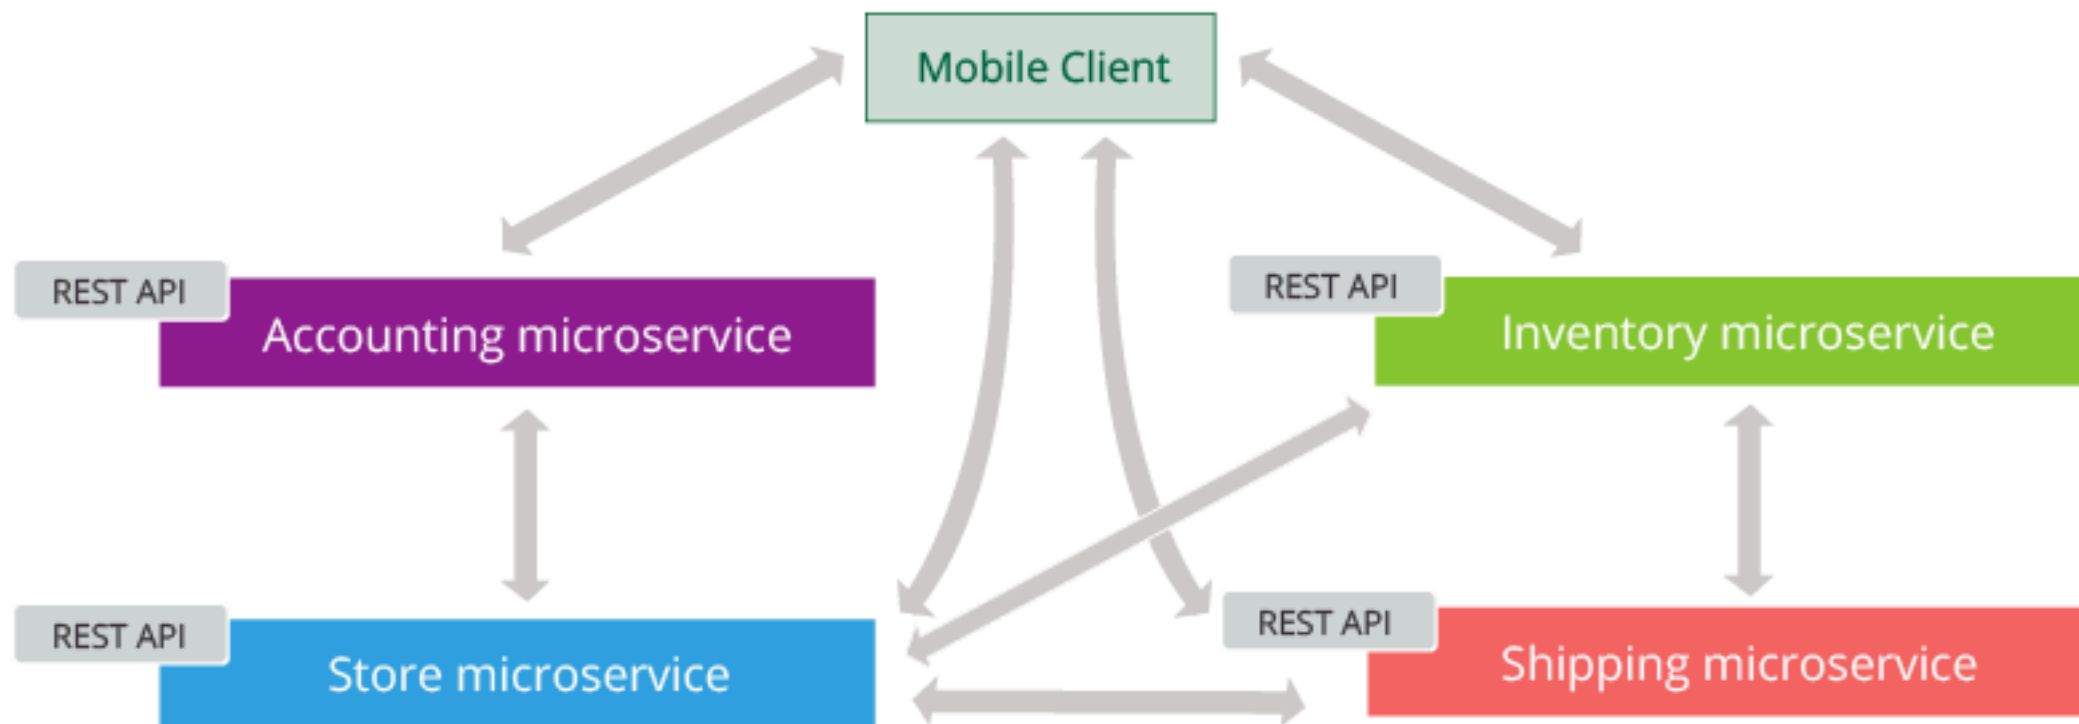 Mobile Client
REST API
Accounting microservice
REST API
Inventory microservice
REST API
Store microservice
REST API
Shipping microservice